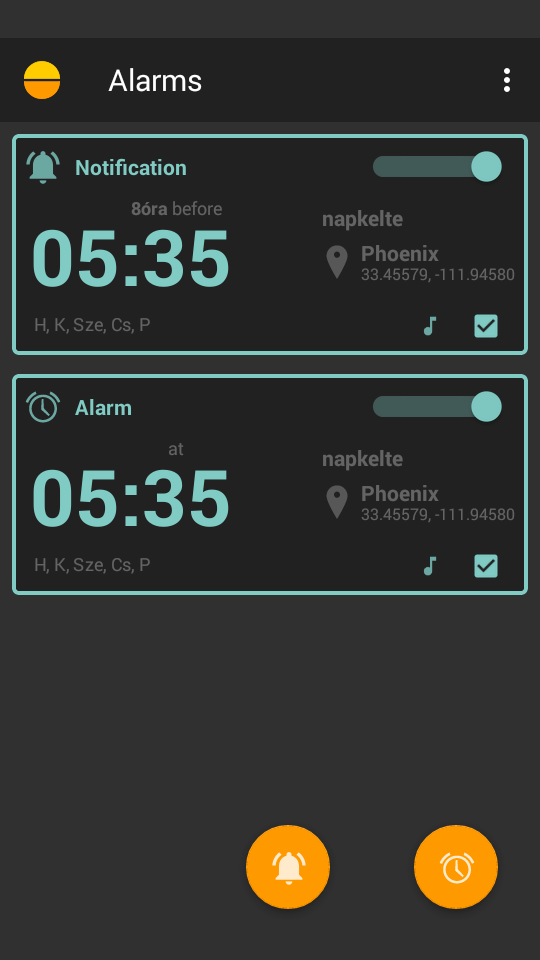 Alarms
Notification
8óra before
05:35
napkelte
Phoenix
33.45579, -111.94580
H, K, Sze, Cs, P
Alarm
at
05:35
napkelte
Phoenix
33.45579, -111.94580
H, K, Sze, Cs, P